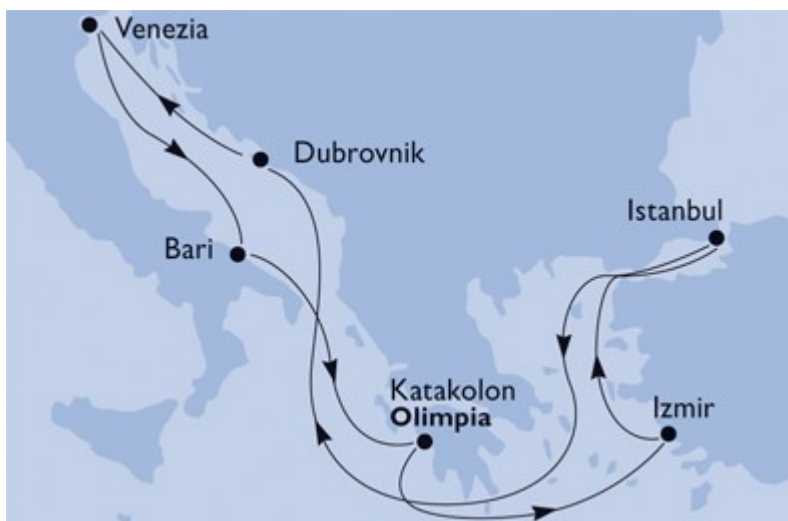 Venezia
Dubrovnik
Istanbul
Bari
Katakolon
Olimpia
Izmir